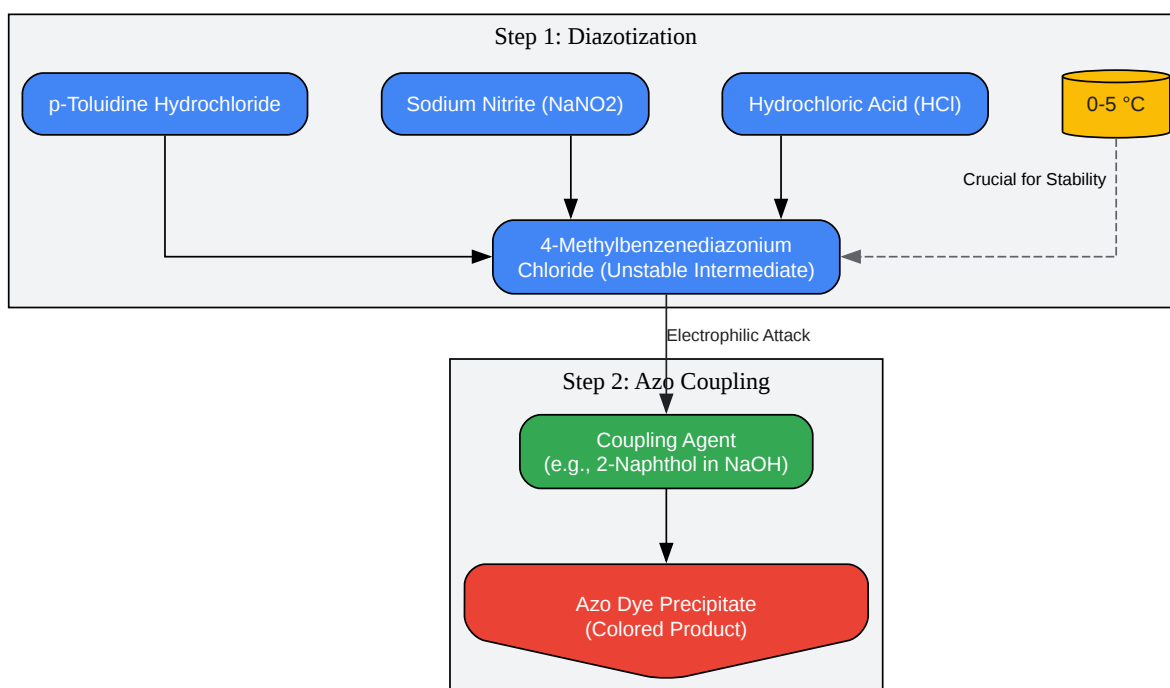 Step 1: Diazotization
p-Toluidine Hydrochloride
Sodium Nitrite (NaNO2)
Hydrochloric Acid (HCl)
0-5 °C
Crucial for Stability
4-Methylbenzenediazonium
Chloride (Unstable Intermediate)
Electrophilic Attack
Step 2: Azo Coupling
Coupling Agent
(e.g., 2-Naphthol in NaOH)
Azo Dye Precipitate
(Colored Product)